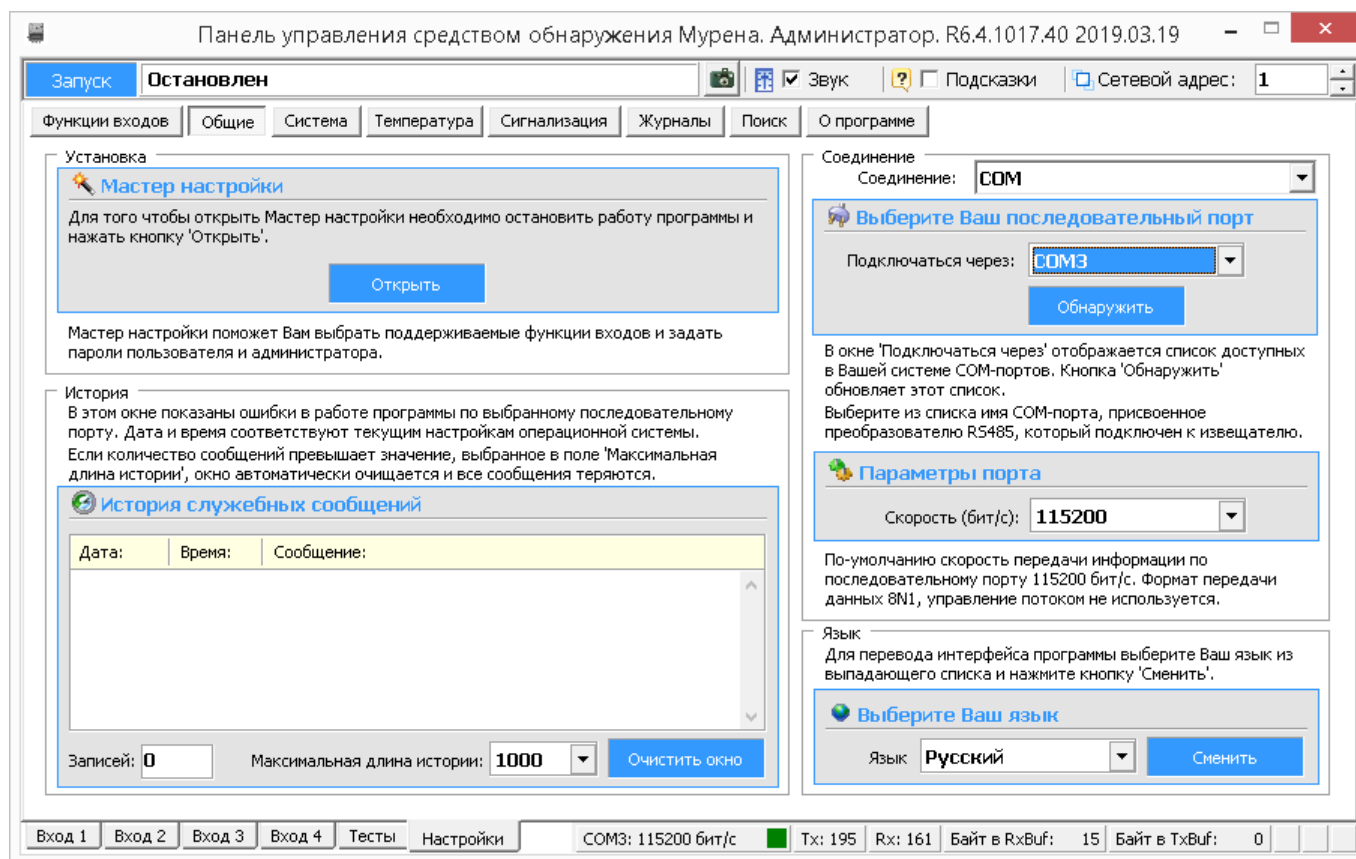 Панель управления средством обнаружения Мурена. Администратор. R6.4.1017.40 2019.03.19
Запуск Остановлен Звук Подсказки Сетевой адрес: 1
Функции входов Общие Система Температура Сигнализация Журналы Поиск О программе
Установка
Мастер настройки
Для того чтобы открыть Мастер настройки необходимо остановить работу программы и
нажать кнопку 'Открыть'.
Открыть
Мастер настройки поможет Вам выбрать поддерживаемые функции входов и задать
пароли пользователя и администратора.
История
В этом окне показаны ошибки в работе программы по выбранному последовательному
порту. Дата и время соответствуют текущим настройкам операционной системы.
Если количество сообщений превышает значение, выбранное в поле 'Максимальная
длина истории', окно автоматически очищается и все сообщения теряются.
История служебных сообщений
Дата: Время: Сообщение:
Записей: 0 Максимальная длина истории: 1000 Очистить окно
Соединение
Соединение: COM
Выберите Ваш последовательный порт
Подключаться через: COM3
Обнаружить
В окне 'Подключаться через' отображается список доступных
в Вашей системе COM-портов. Кнопка 'Обнаружить'
обновляет этот список.
Выберите из списка имя COM-порта, присвоенное
преобразователю RS485, который подключен к извещателю.
Параметры порта
Скорость (бит/с): 115200
По-умолчанию скорость передачи информации по
последовательному порту 115200 бит/с. Формат передачи
данных 8N1, управление потоком не используется.
Язык
Для перевода интерфейса программы выберите Ваш язык из
выпадающего списка и нажмите кнопку 'Сменить'.
Выберите Ваш язык
Язык Русский Сменить
Вход 1 Вход 2 Вход 3 Вход 4 Тесты Настройки COM3: 115200 бит/с Tx: 195 Rx: 161 Байт в RxBuf: 15 Байт в TxBuf: 0